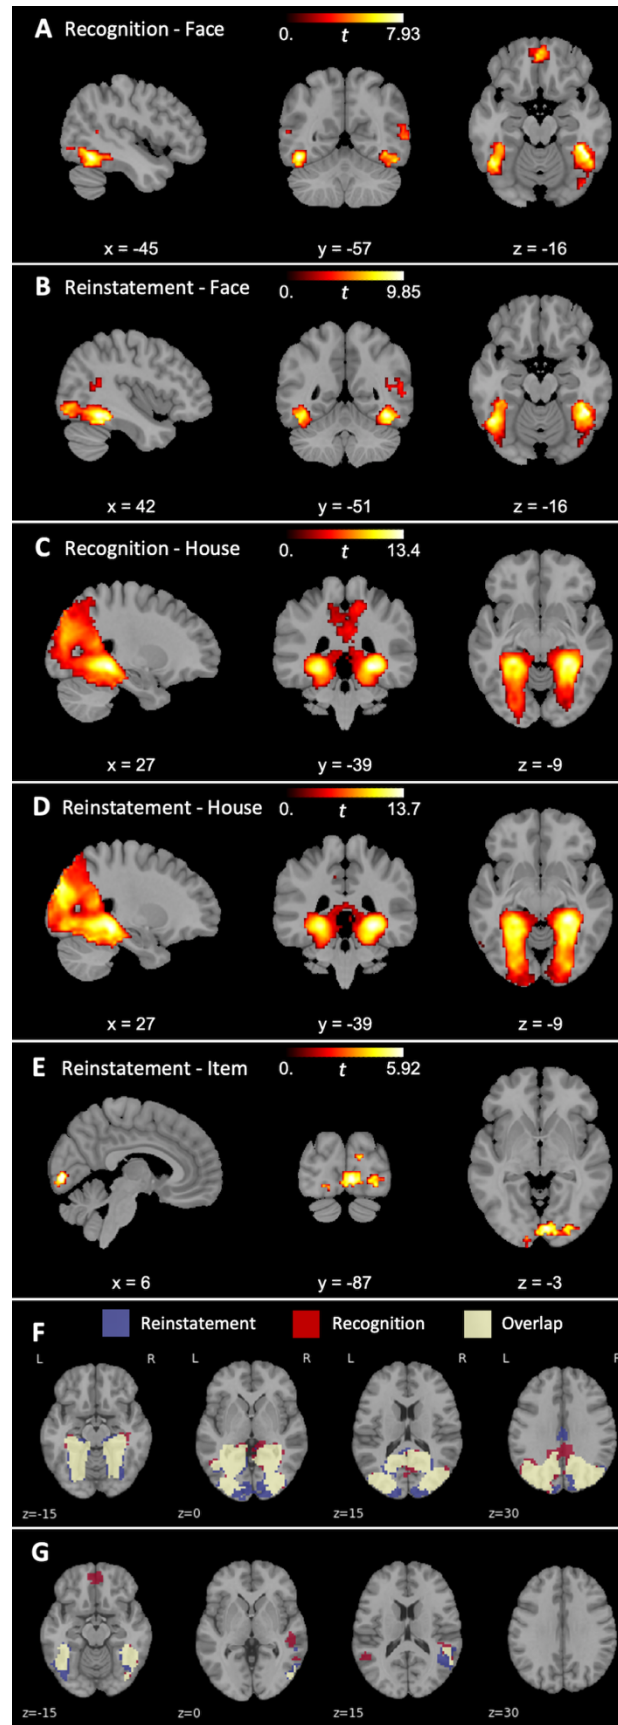 A Recognition - Face 0. t 7.93
x = -45 y = -57 z = -16
B Reinstatement - Face 0. t 9.85
x = 42 y = -51 z = -16
C Recognition - House 0. t 13.4
x = 27 y = -39 z = -9
D Reinstatement - House 0. t 13.7
x = 27 y = -39 z = -9
E Reinstatement - Item 0. t 5.92
x = 6 y = -87 z = -3
F Reinstatement Recognition Overlap
L R L R L R L
z=-15 z=0 z=15 z=30
G
z=-15 z=0 z=15 z=30